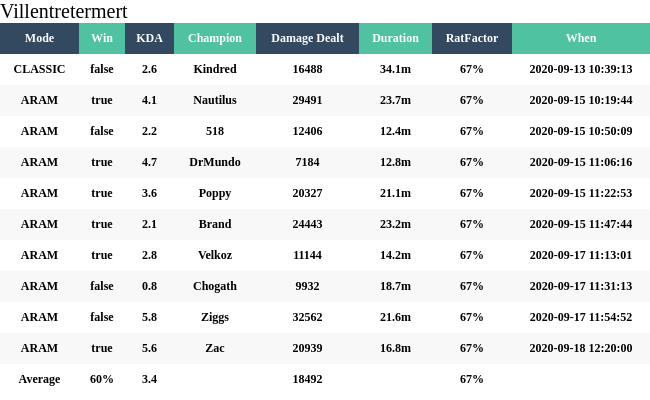 Villentretermert
Mode Win KDA Champion Damage Dealt Duration RatFactor When
CLASSIC false 2.6 Kindred 16488 34.1m 67% 2020-09-13 10:39:13
ARAM true 4.1 Nautilus 29491 23.7m 67% 2020-09-15 10:19:44
ARAM false 2.2 518 12406 12.4m 67% 2020-09-15 10:50:09
ARAM true 4.7 DrMundo 7184 12.8m 67% 2020-09-15 11:06:16
ARAM true 3.6 Poppy 20327 21.1m 67% 2020-09-15 11:22:53
ARAM true 2.1 Brand 24443 23.2m 67% 2020-09-15 11:47:44
ARAM true 2.8 Velkoz 11144 14.2m 67% 2020-09-17 11:13:01
ARAM false 0.8 Chogath 9932 18.7m 67% 2020-09-17 11:31:13
ARAM false 5.8 Ziggs 32562 21.6m 67% 2020-09-17 11:54:52
ARAM true 5.6 Zac 20939 16.8m 67% 2020-09-18 12:20:00
Average 60% 3.4 18492 67%